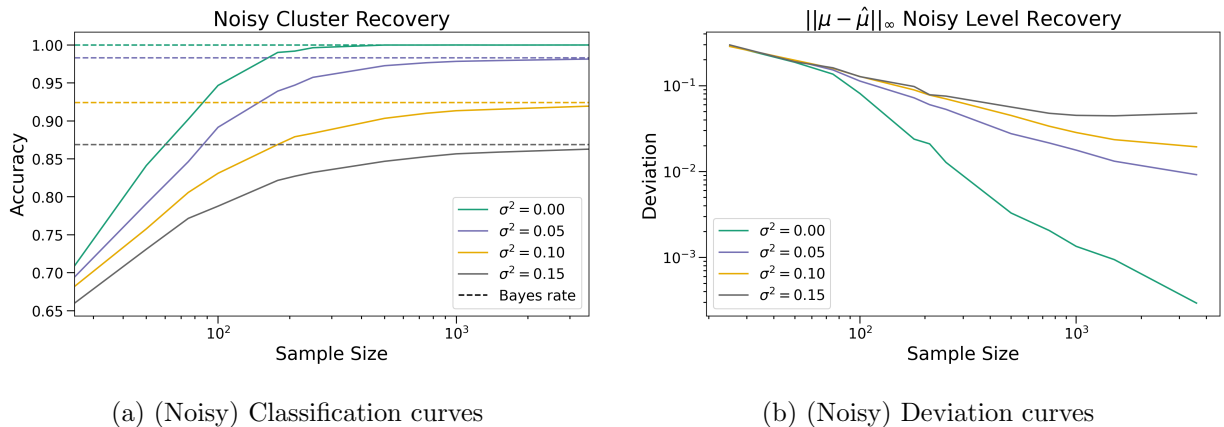 Noisy Cluster Recovery
Accuracy
1.00
0.95
0.90
0.85
0.80
0.75
0.70
0.65
σ² = 0.00
σ² = 0.05
σ² = 0.10
σ² = 0.15
Bayes rate
10² 10³
Sample Size
(a) (Noisy) Classification curves
||μ − μ̂||∞ Noisy Level Recovery
Deviation
10⁻¹
10⁻²
10⁻³
σ² = 0.00
σ² = 0.05
σ² = 0.10
σ² = 0.15
10² 10³
Sample Size
(b) (Noisy) Deviation curves